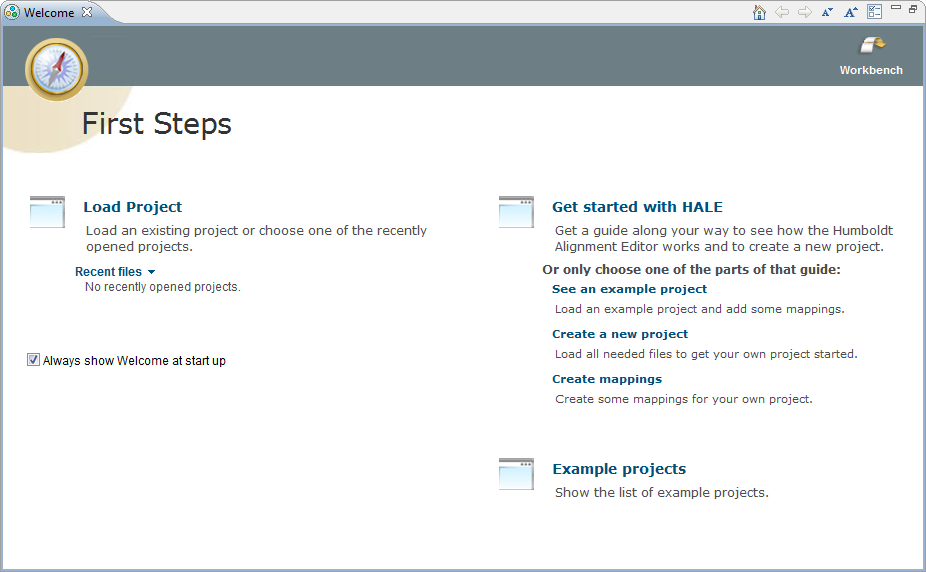 Welcome
Workbench
First Steps
Load Project
Load an existing project or choose one of the recently
opened projects.
Recent files
No recently opened projects.
Always show Welcome at start up
Get started with HALE
Get a guide along your way to see how the Humboldt
Alignment Editor works and to create a new project.
Or only choose one of the parts of that guide:
See an example project
Load an example project and add some mappings.
Create a new project
Load all needed files to get your own project started.
Create mappings
Create some mappings for your own project.
Example projects
Show the list of example projects.